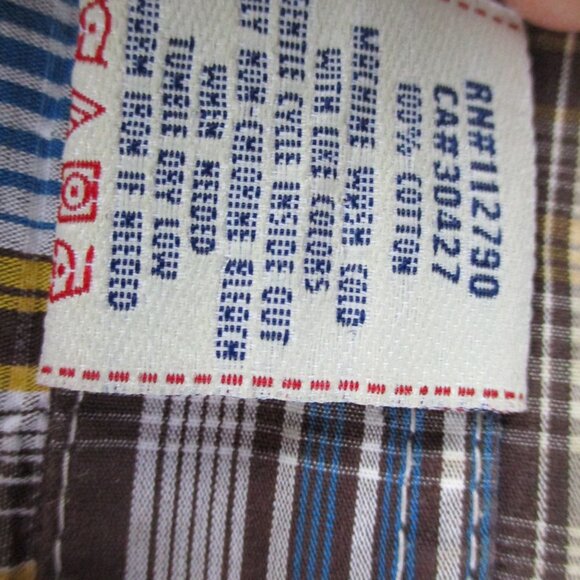 RN#112790
CA#30427
100% COTTON
MACHINE WASH COLD
WITH LIKE COLORS
GENTLE CYCLE INSIDE OUT
ONLY NON-CHLORINE BLEACH
WHEN NEEDED
TUMBLE DRY LOW
WARM IRON IF NEEDED